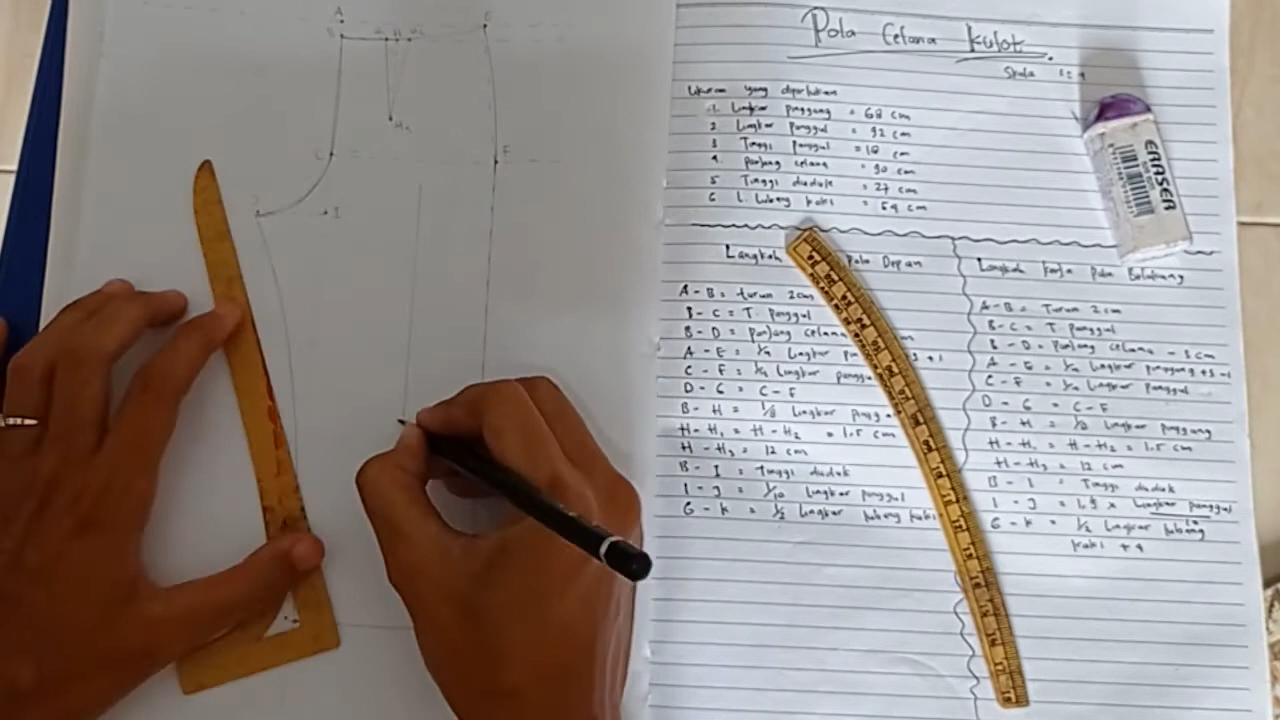 Pola Celana Kulot.
Skala 1:4
Ukuran yang diperlukan
1. Lingkar pinggang = 68 cm
2 Lingkar panggul = 92 cm
3 Tinggi panggul = 18 cm
4. panjang celana = 90 cm
5 Tinggi duduk = 27 cm
6 L. Lubang kaki = 54 cm
Langkah pola Depan
A-B = turun 2cm
B-C = T. panggul
B-D = panjang celana
A-E = 1/4 Lingkar +1
C-F = 1/4 Lingkar panggul
D-G = C-F
B-H = 1/8 Lingkar
H-H1 = H-H2 = 1.5 cm
H-H3 = 12 cm
B-I = tinggi duduk
I-J = 1/10 Lingkar panggul
G-K = 1/2 Lingkar lubang kaki
Langkah Kerja Pola Belakang
A-B = Turun 2cm
B-C = T. panggul
B-D = panjang celana - 3 cm
A-E = 1/4 Lingkar pinggang
C-F = 1/4 Lingkar panggul
D-G = C-F
B-H = 1/8 Lingkar pinggang
H-H1 = H-H2 = 1.5 cm
H-H3 = 12 cm
B-I = Tinggi duduk
I-J = Lingkar panggul
G-K = 1/2 Lingkar lubang
kaki + 4
ERASER
A
B
E
H
C
F
I